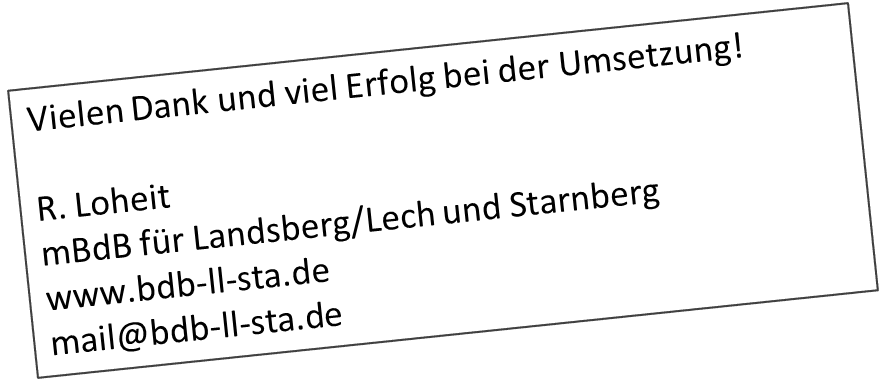 Vielen Dank und viel Erfolg bei der Umsetzung!
R. Loheit
mBdB für Landsberg/Lech und Starnberg
www.bdb-ll-sta.de
mail@bdb-ll-sta.de